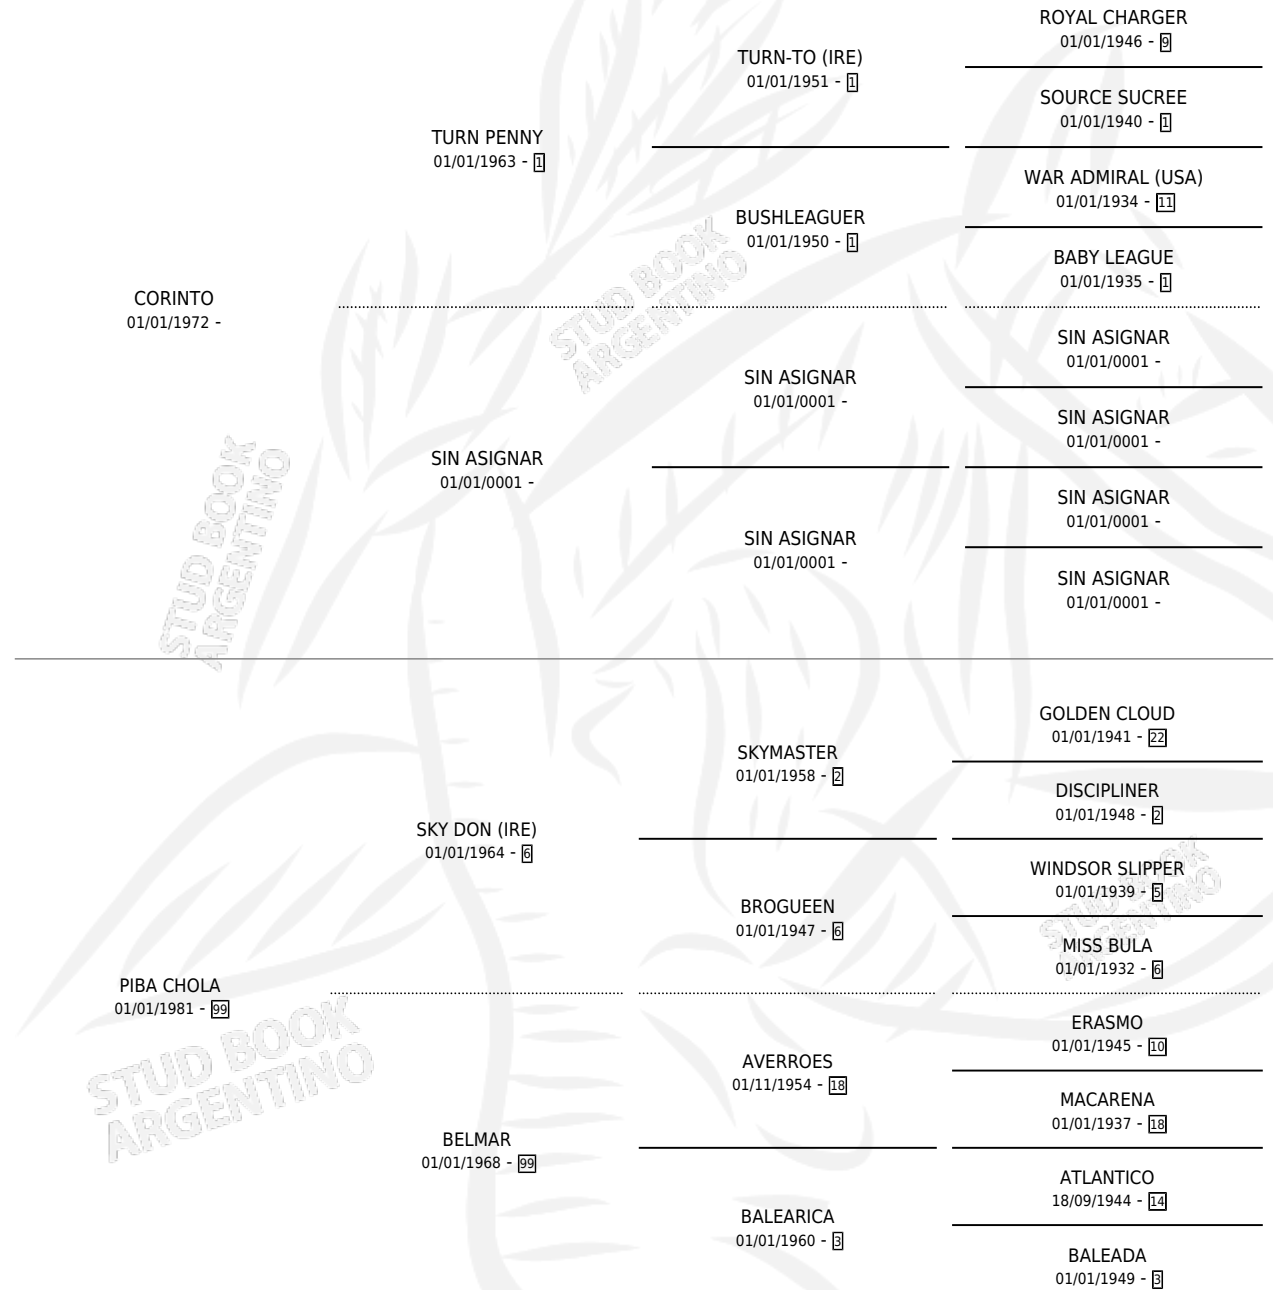 ROYAL CHARGER
01/01/1946 - 9
TURN-TO (IRE)
01/01/1951 - 1
SOURCE SUCREE
01/01/1940 - 1
TURN PENNY
01/01/1963 - 1
WAR ADMIRAL (USA)
01/01/1934 - 11
BUSHLEAGUER
01/01/1950 - 1
BABY LEAGUE
01/01/1935 - 1
CORINTO
01/01/1972 -
SIN ASIGNAR
01/01/0001 -
SIN ASIGNAR
01/01/0001 -
SIN ASIGNAR
01/01/0001 -
SIN ASIGNAR
01/01/0001 -
SIN ASIGNAR
01/01/0001 -
SIN ASIGNAR
01/01/0001 -
SIN ASIGNAR
01/01/0001 -
STUD BOOK
ARGENTINO
STUD BOOK
ARGENTINO
GOLDEN CLOUD
01/01/1941 - 22
SKYMASTER
01/01/1958 - 2
DISCIPLINER
01/01/1948 - 2
SKY DON (IRE)
01/01/1964 - 6
WINDSOR SLIPPER
01/01/1939 - 5
BROGUEEN
01/01/1947 - 6
MISS BULA
01/01/1932 - 6
STUD BOOK
ARGENTINO
PIBA CHOLA
01/01/1981 - 99
ERASMO
01/01/1945 - 10
AVERROES
01/11/1954 - 18
MACARENA
01/01/1937 - 18
BELMAR
01/01/1968 - 99
ATLANTICO
18/09/1944 - 14
BALEARICA
01/01/1960 - 3
BALEADA
01/01/1949 - 3
STUD BOOK
ARGENTINO